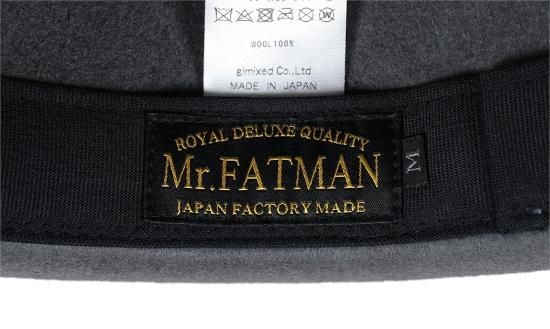 WOOL100%
gimixed Co.,Ltd
MADE IN JAPAN
ROYAL DELUXE QUALITY
Mr.FATMAN
JAPAN FACTORY MADE
M